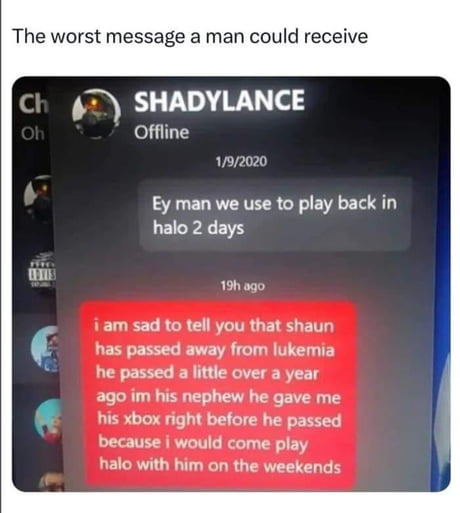 The worst message a man could receive
Ch
Oh
SHADYLANCE
Offline
1/9/2020
Ey man we use to play back in
halo 2 days
ADVIS
19h ago
i am sad to tell you that shaun
has passed away from lukemia
he passed a little over a year
ago im his nephew he gave me
his xbox right before he passed
because i would come play
halo with him on the weekends